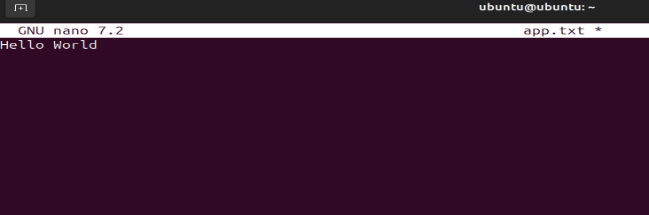 ubuntu@ubuntu: ~
GNU nano 7.2 app.txt *
Hello World